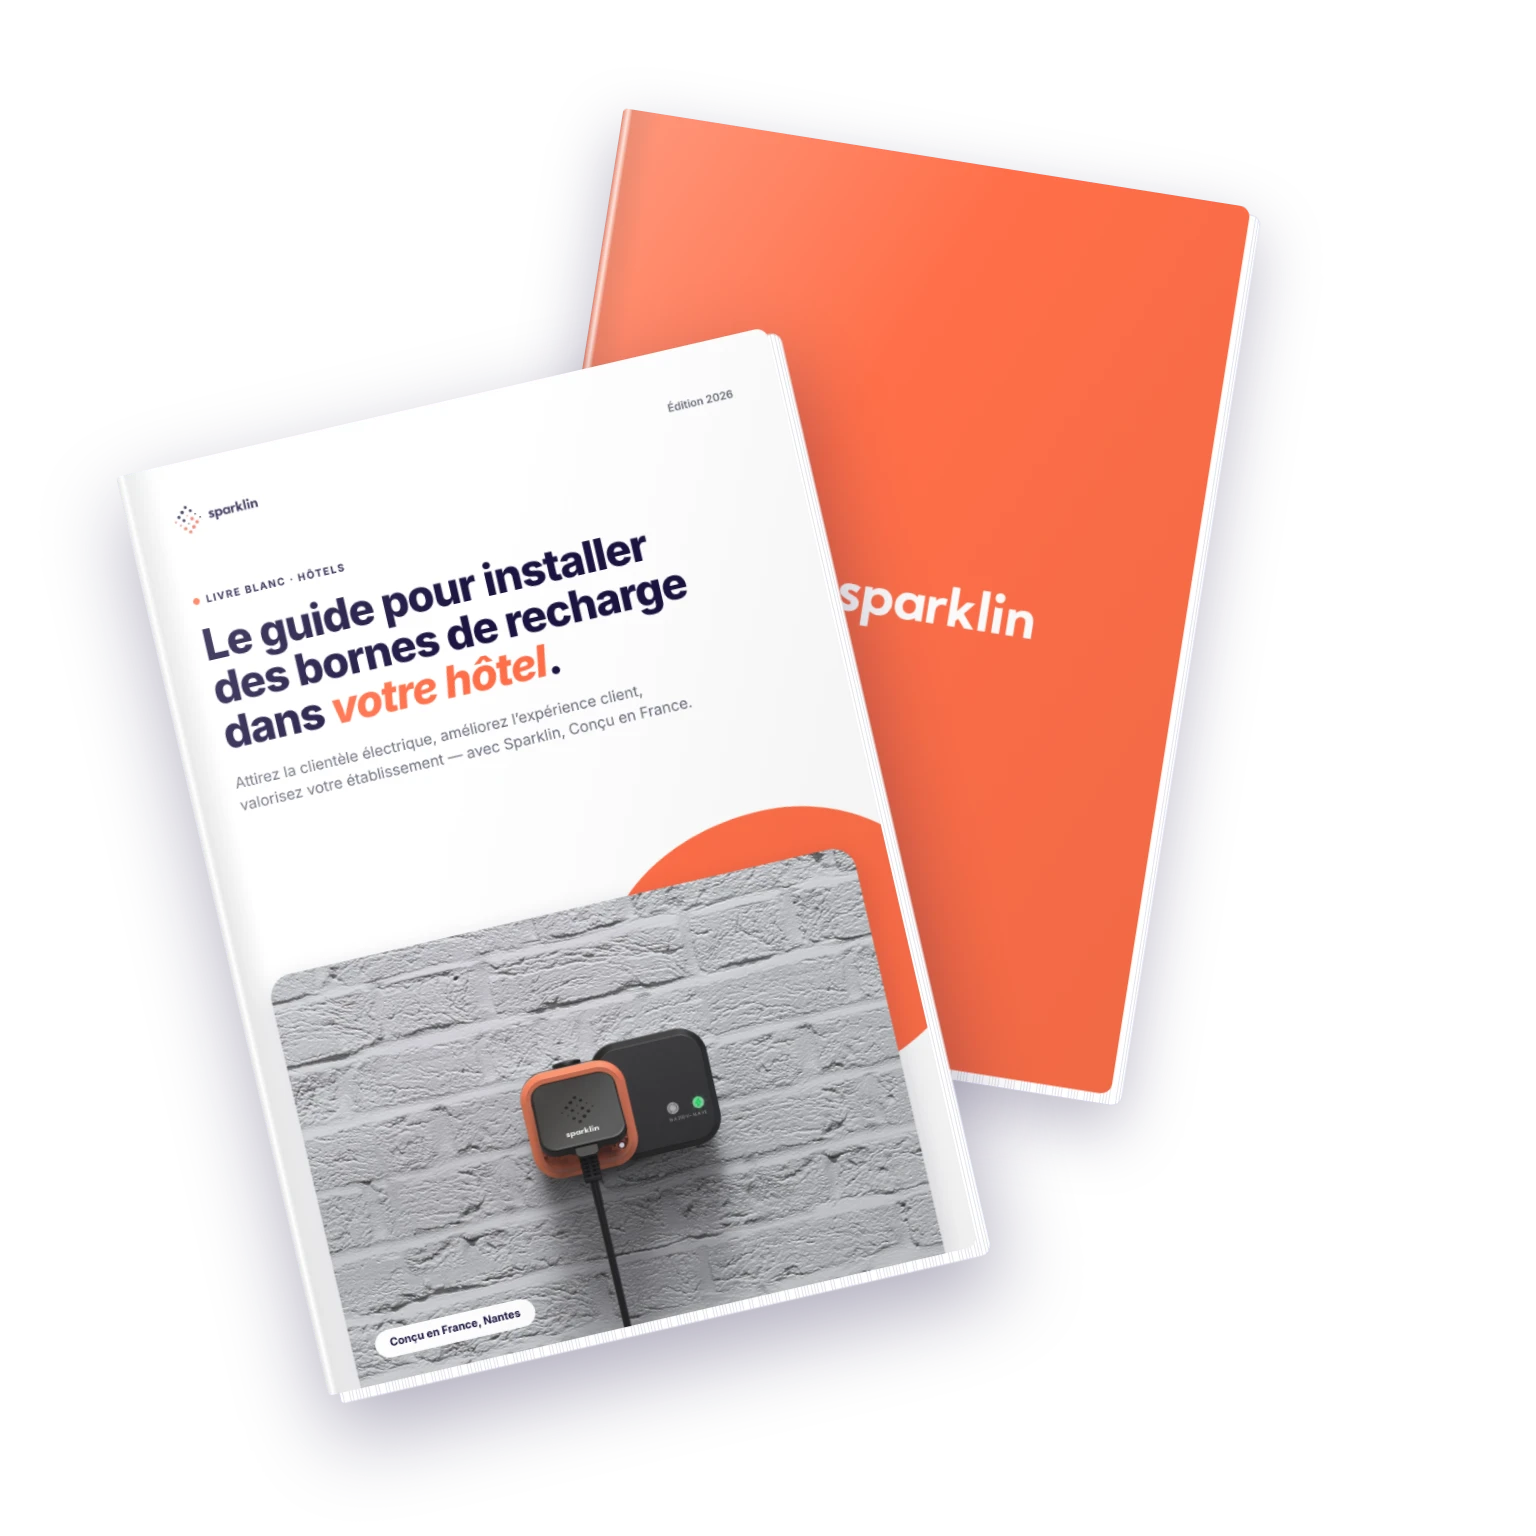 Édition 2026
sparklin
LIVRE BLANC · HÔTELS
Le guide pour installer
des bornes de recharge
dans votre hôtel.
Attirez la clientèle électrique, améliorez l'expérience client,
valorisez votre établissement — avec Sparklin, Conçu en France.
sparklin
Conçu en France, Nantes
sparklin